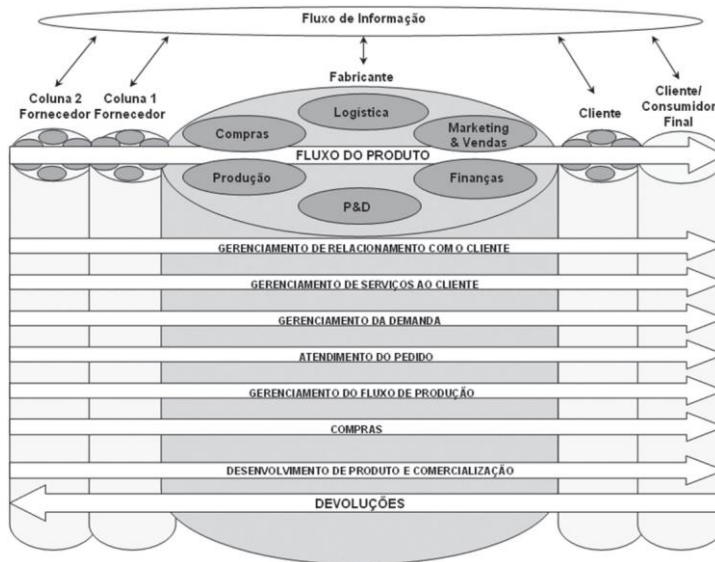 Fluxo de Informação
Fabricante
Coluna 2
Fornecedor
Coluna 1
Fornecedor
Cliente
Cliente/
Consumidor
Final
Logística
Compras
Marketing
& Vendas
FLUXO DO PRODUTO
Produção
Finanças
P&D
GERENCIAMENTO DE RELACIONAMENTO COM O CLIENTE
GERENCIAMENTO DE SERVIÇOS AO CLIENTE
GERENCIAMENTO DA DEMANDA
ATENDIMENTO DO PEDIDO
GERENCIAMENTO DO FLUXO DE PRODUÇÃO
COMPRAS
DESENVOLVIMENTO DE PRODUTO E COMERCIALIZAÇÃO
DEVOLUÇÕES